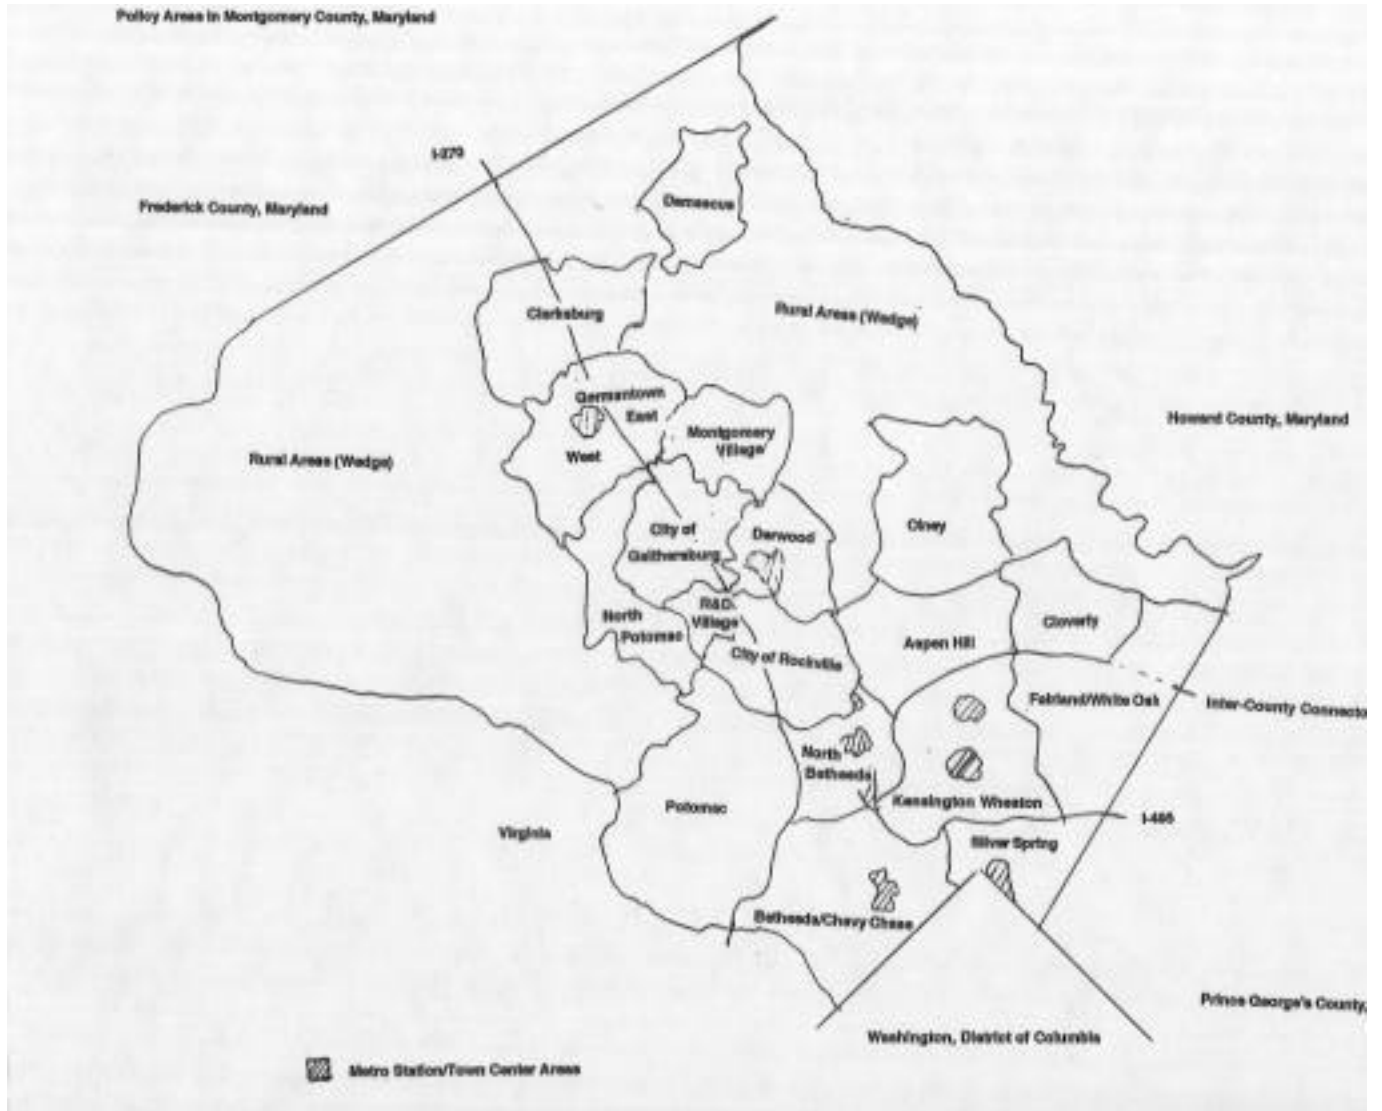 Policy Areas in Montgomery County, Maryland
I-270
Frederick County, Maryland
Damascus
Clarksburg
Rural Areas (Wedge)
Germantown
East
West
Montgomery
Village
Howard County, Maryland
Rural Areas (Wedge)
City of
Gaithersburg
Derwood
Olney
R&D
Village
North
Potomac
City of Rockville
Aspen Hill
Cloverly
Fairland/White Oak
Inter-County Connecto
North
Bethesda
Kensington Wheaton
Potomac
Virginia
I-495
Silver Spring
Bethesda/Chevy Chase
Prince George's County,
Washington, District of Columbia
Metro Station/Town Center Areas